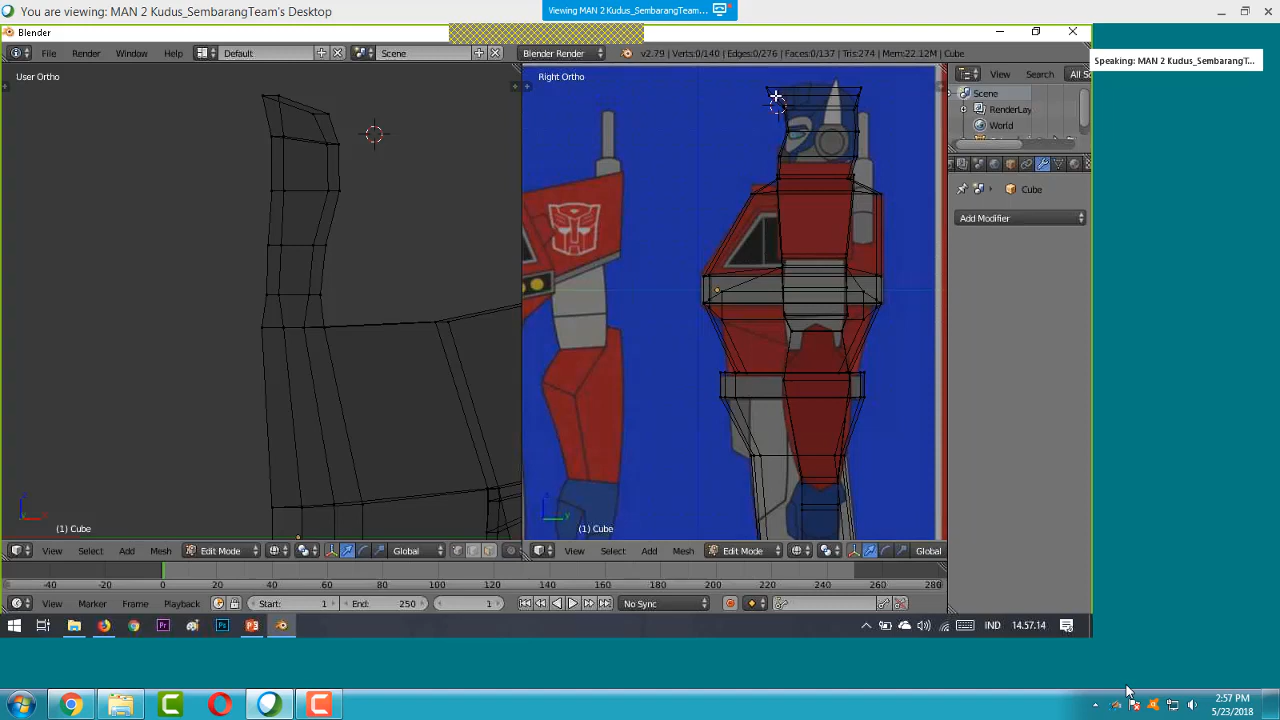 You are viewing: MAN 2 Kudus_SembarangTeam's Desktop
Viewing MAN 2 Kudus_SembarangTeam...
Blender
File Render Window Help Default Scene Blender Render v2.79 | Verts:0/140 | Edges:0/276 | Faces:0/137 | Tris:274 | Mem:22.12M | Cube
Speaking: MAN 2 Kudus_SembarangT...
User Ortho
Right Ortho
View Search All Sc
Scene
RenderLay
World
Cube
Add Modifier
(1) Cube
(1) Cube
View Select Add Mesh Edit Mode Global
View Select Add Mesh Edit Mode Global
-40 -20 0 20 40 60 80 100 120 140 160 180 200 220 240 260 280
View Marker Frame Playback Start: 1 End: 250 1 No Sync
Pr Ps IND 14.57.14
2:57 PM
5/23/2018